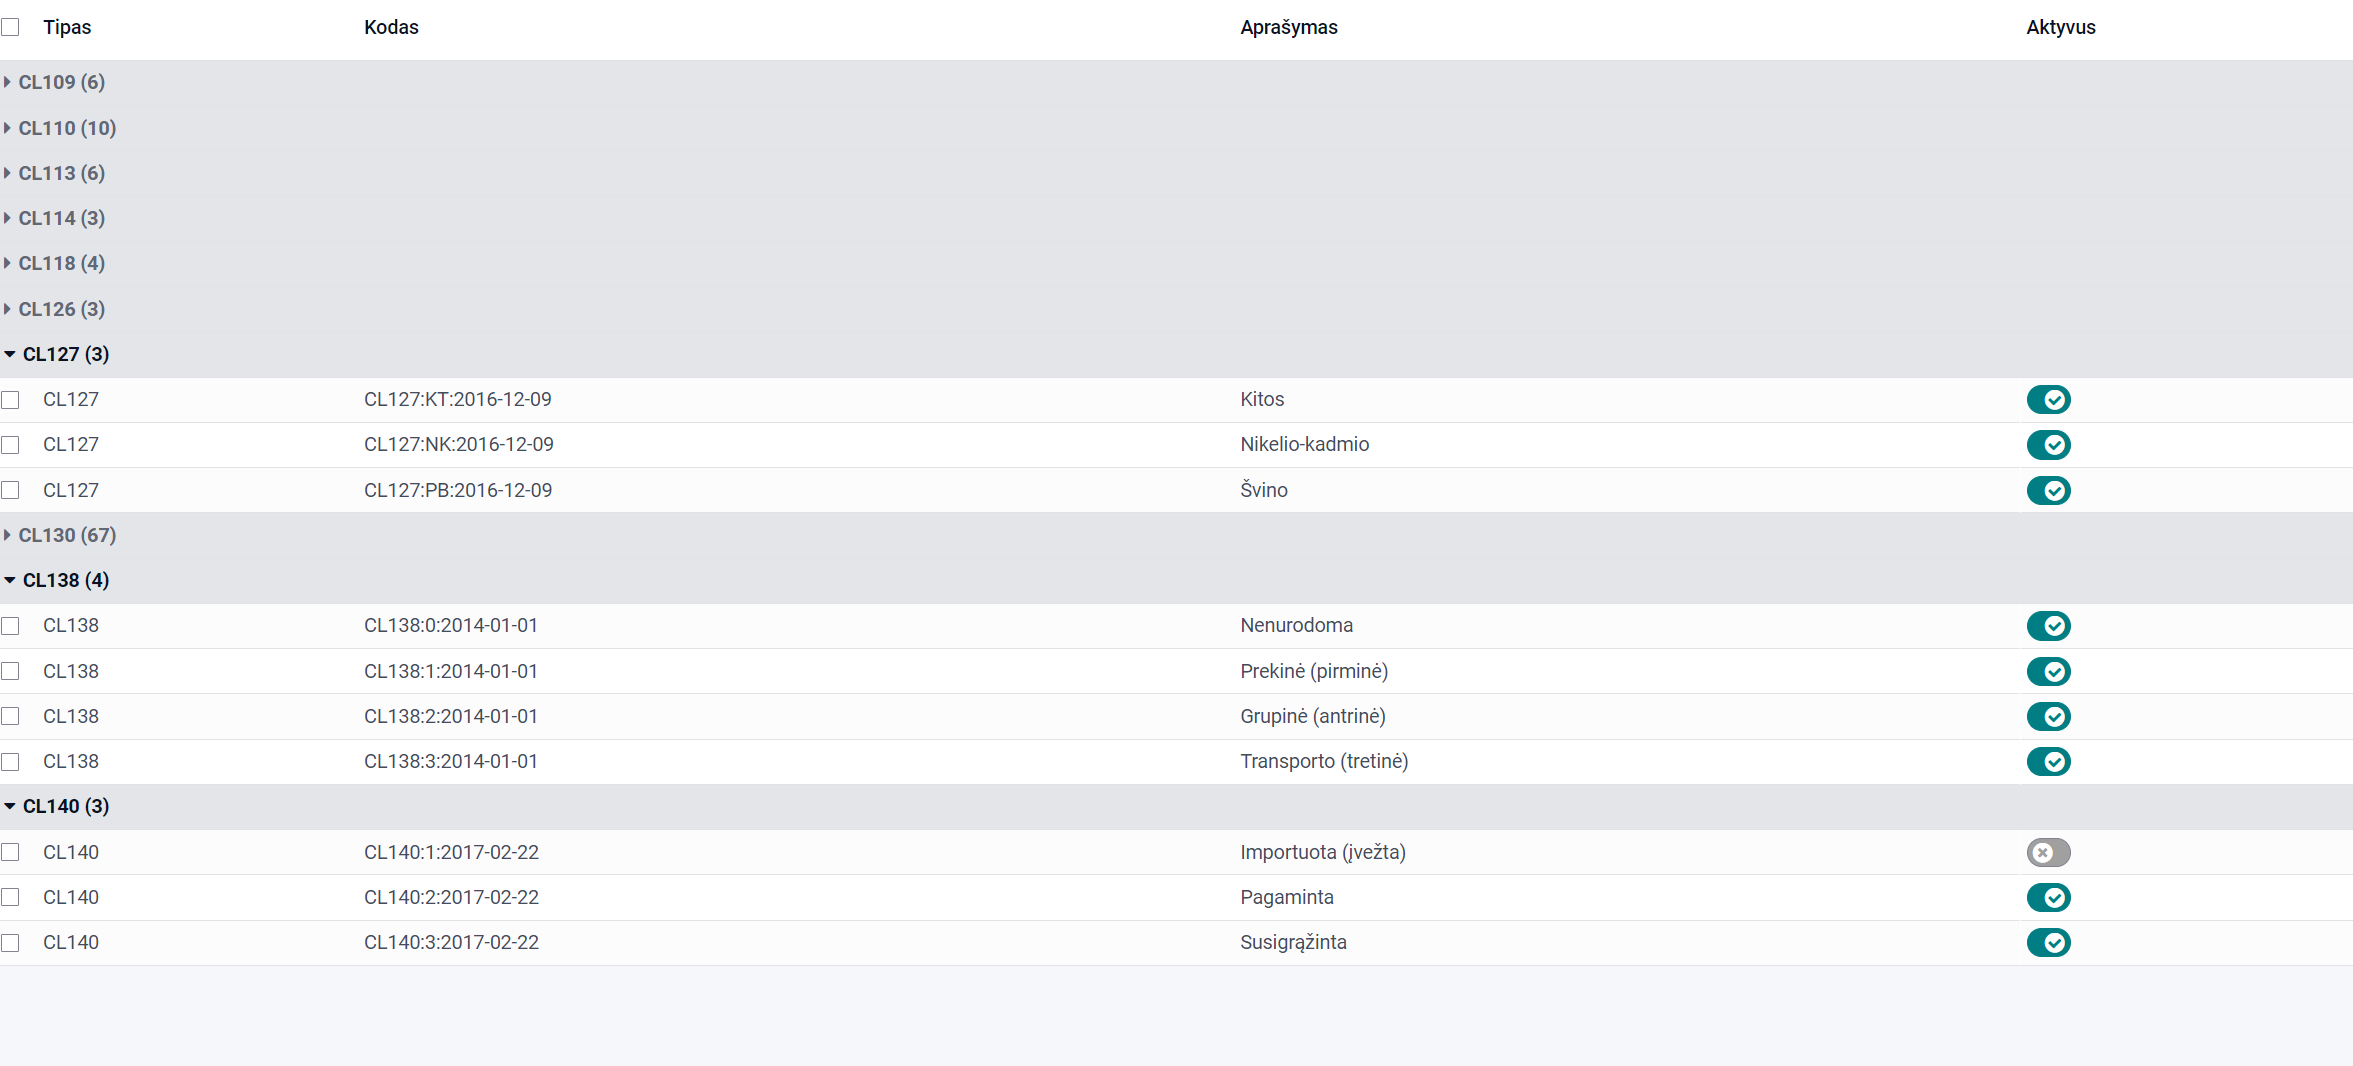 Tipas Kodas Aprašymas Aktyvus
CL109 (6)
CL110 (10)
CL113 (6)
CL114 (3)
CL118 (4)
CL126 (3)
CL127 (3)
CL127 CL127:KT:2016-12-09 Kitos
CL127 CL127:NK:2016-12-09 Nikelio-kadmio
CL127 CL127:PB:2016-12-09 Švino
CL130 (67)
CL138 (4)
CL138 CL138:0:2014-01-01 Nenurodoma
CL138 CL138:1:2014-01-01 Prekinė (pirminė)
CL138 CL138:2:2014-01-01 Grupinė (antrinė)
CL138 CL138:3:2014-01-01 Transporto (tretinė)
CL140 (3)
CL140 CL140:1:2017-02-22 Importuota (įvežta)
CL140 CL140:2:2017-02-22 Pagaminta
CL140 CL140:3:2017-02-22 Susigrąžinta